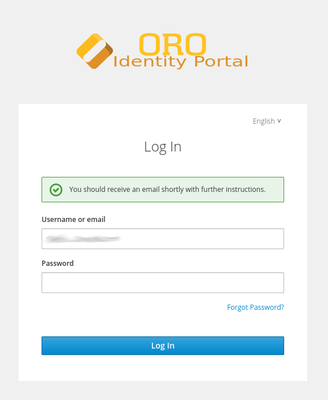 ORO
Identity Portal
English
Log In
You should receive an email shortly with further instructions.
Username or email
Password
Forgot Password?
Log In